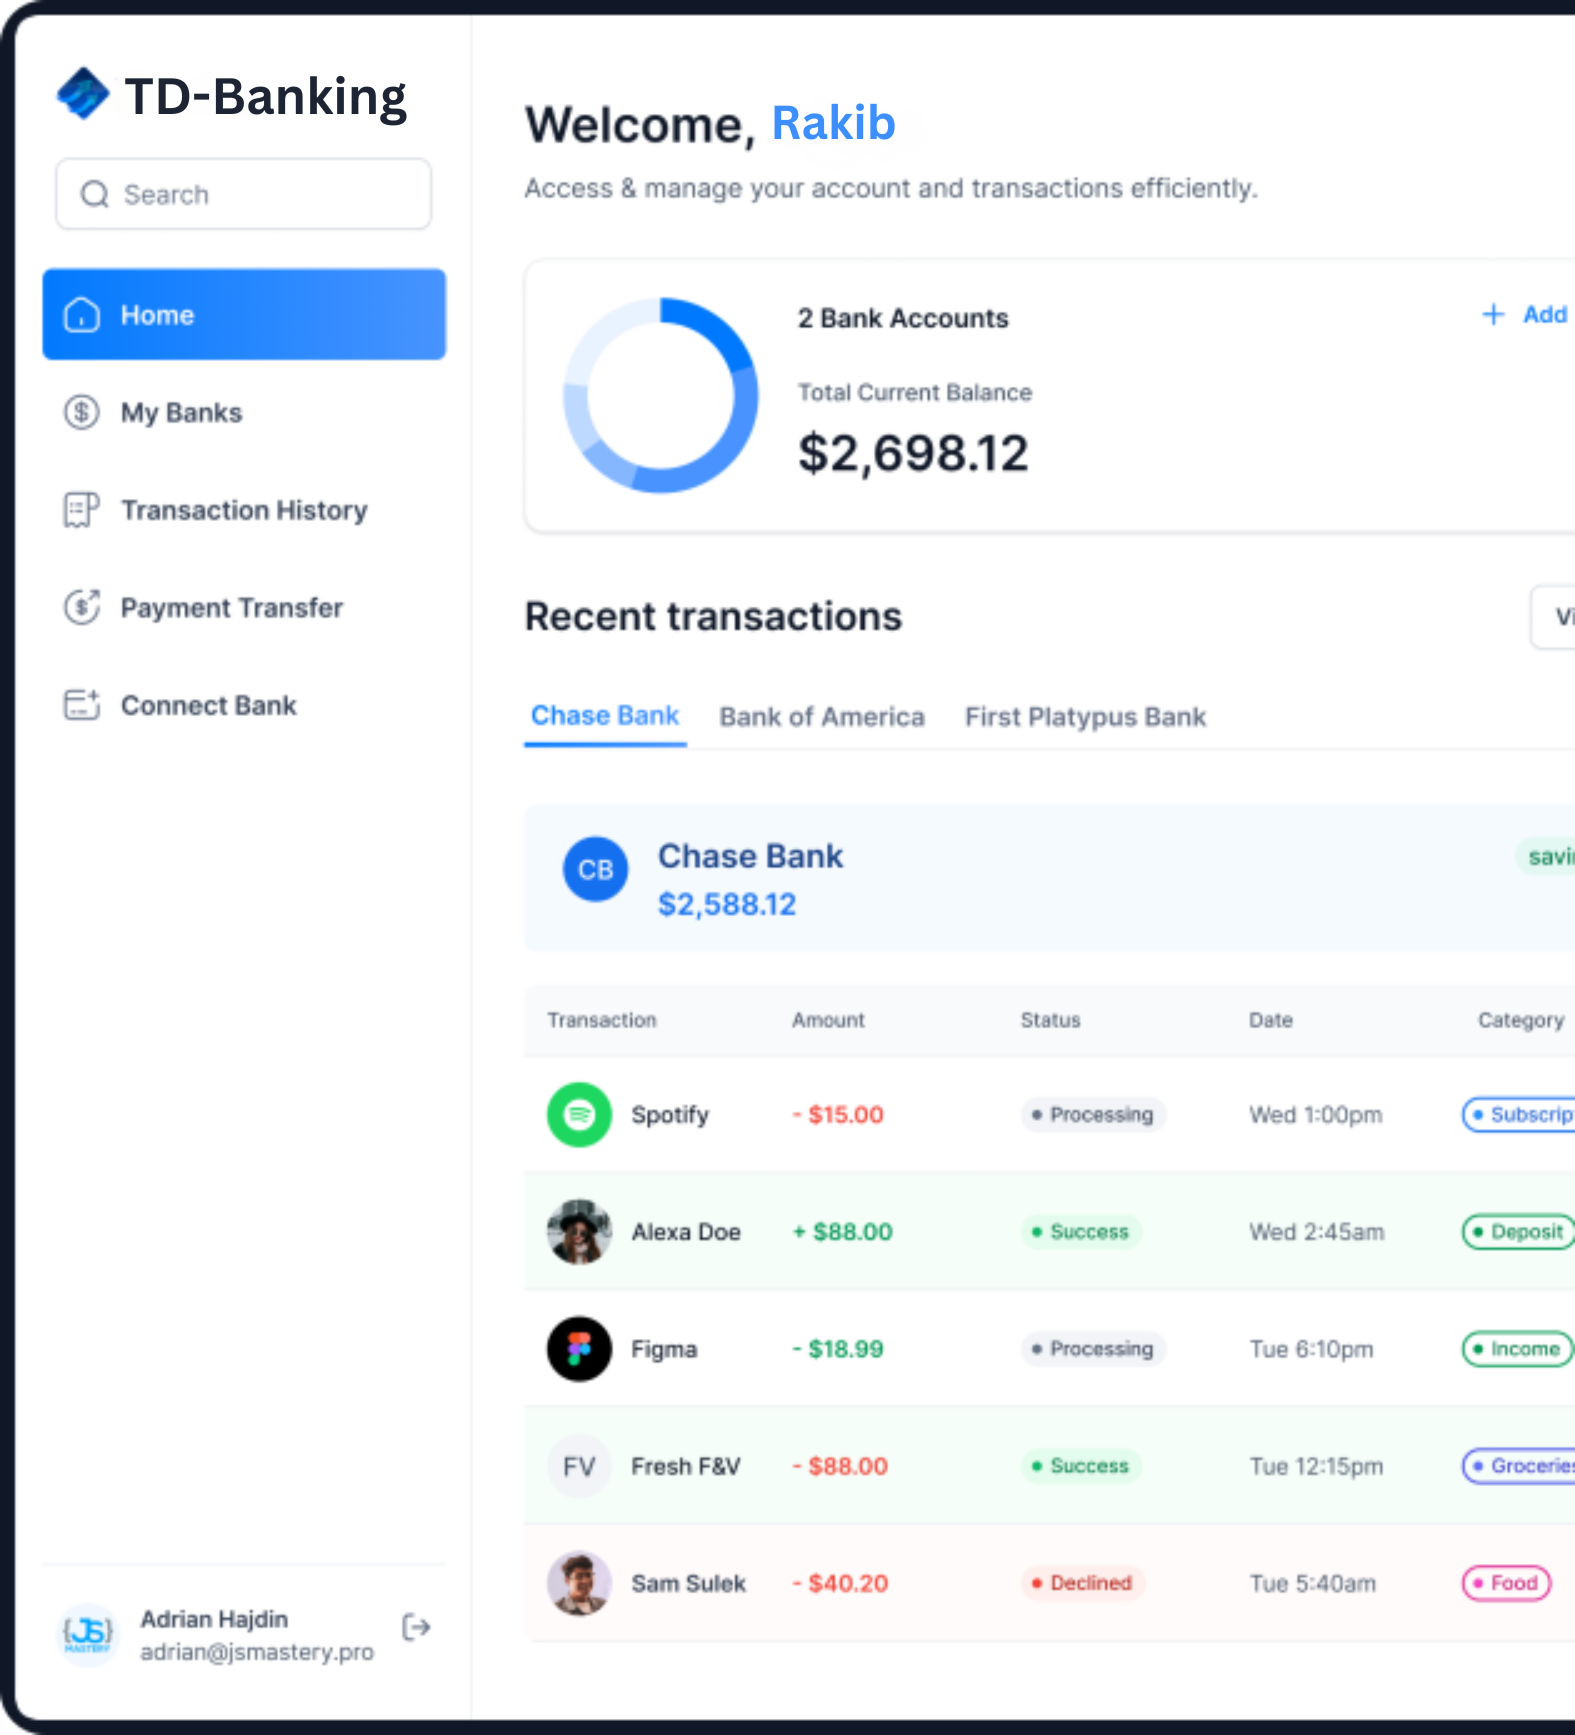 TD-Banking
Search
Home
My Banks
Transaction History
Payment Transfer
Connect Bank
Adrian Hajdin
adrian@jsmastery.pro
{JS}
MASTERY
Welcome, Rakib
Access & manage your account and transactions efficiently.
2 Bank Accounts
+ Add
Total Current Balance
$2,698.12
Recent transactions
Vi
Chase Bank Bank of America First Platypus Bank
CB
Chase Bank
savi
$2,588.12
Transaction Amount Status Date Category
Spotify - $15.00 Processing Wed 1:00pm Subscrip
Alexa Doe + $88.00 Success Wed 2:45am Deposit
Figma - $18.99 Processing Tue 6:10pm Income
FV Fresh F&V - $88.00 Success Tue 12:15pm Groceries
Sam Sulek - $40.20 Declined Tue 5:40am Food